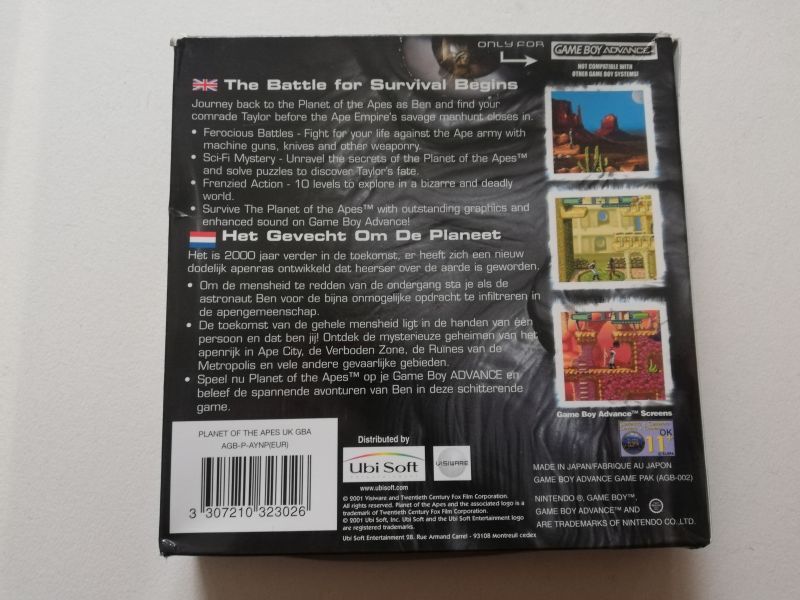 ONLY FOR
GAME BOY ADVANCE™
NOT COMPATIBLE WITH
OTHER GAME BOY SYSTEMS!
The Battle for Survival Begins
Journey back to the Planet of the Apes as Ben and find your
comrade Taylor before the Ape Empire's savage manhunt closes in.
• Ferocious Battles - Fight for your life against the Ape army with
machine guns, knives and other weaponry.
• Sci-Fi Mystery - Unravel the secrets of the Planet of the Apes™
and solve puzzles to discover Taylor's fate.
• Frenzied Action - 10 levels to explore in a bizarre and deadly
world.
• Survive The Planet of the Apes™ with outstanding graphics and
enhanced sound on Game Boy Advance!
Het Gevecht Om De Planeet
Het is 2000 jaar verder in de toekomst, er heeft zich een nieuw
dodelijk apenras ontwikkeld dat heerser over de aarde is geworden.
• Om de mensheid te redden van de ondergang sta je als de
astronaut Ben voor de bijna onmogelijke opdracht te infiltreren in
de apengemeenschap.
• De toekomst van de gehele mensheid ligt in de handen van één
persoon en dat ben jij! Ontdek de mysterieuze geheimen van het
apenrijk in Ape City, de Verboden Zone, de Ruïnes van de
Metropolis en vele andere gevaarlijke gebieden.
• Speel nu Planet of the Apes™ op je Game Boy ADVANCE en
beleef de spannende avonturen van Ben in deze schitterende
game.
Game Boy Advance™ Screens
PLANET OF THE APES UK GBA
AGB-P-AYNP(EUR)
3 307210 323026
Distributed by
Ubi Soft
VISIWARE
www.ubisoft.com
© 2001 Visiware and Twentieth Century Fox Film Corporation.
All rights reserved. Planet of the Apes and the associated logo is a
trademark of Twentieth Century Fox Film Corporation.
© 2001 Ubi Soft, Inc. Ubi Soft and the Ubi Soft Entertainment logo
are registered trademarks.
Ubi Soft Entertainment 28, Rue Armand Carrel - 93108 Montreuil cedex
OK
11+
MADE IN JAPAN/FABRIQUÉ AU JAPON
GAME BOY ADVANCE GAME PAK (AGB-002)
NINTENDO ®, GAME BOY™,
GAME BOY ADVANCE™ AND
ARE TRADEMARKS OF NINTENDO CO.,LTD.